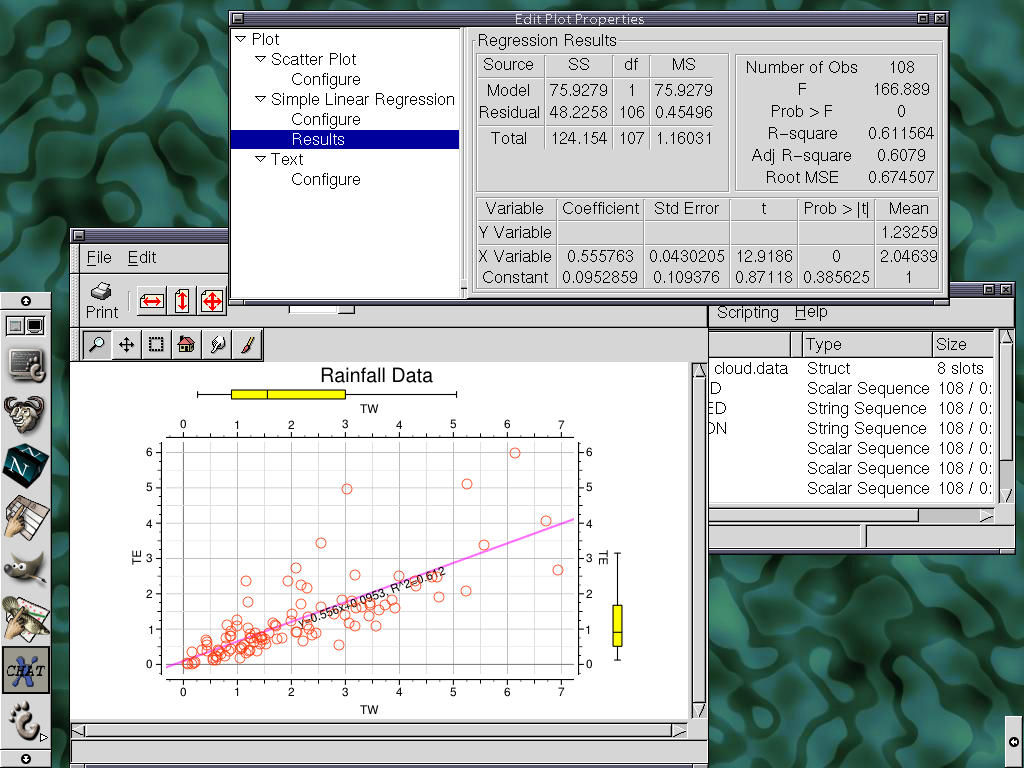 Edit Plot Properties
Plot
Scatter Plot
Configure
Simple Linear Regression
Configure
Results
Text
Configure
Regression Results
Source SS df MS
Model 75.9279 1 75.9279
Residual 48.2258 106 0.45496
Total 124.154 107 1.16031
Number of Obs 108
F 166.889
Prob > F 0
R-square 0.611564
Adj R-square 0.6079
Root MSE 0.674507
Variable Coefficient Std Error t Prob > |t| Mean
Y Variable 1.23259
X Variable 0.555763 0.0430205 12.9186 0 2.04639
Constant 0.0952859 0.109376 0.87118 0.385625 1
File Edit
Print
Scripting Help
Type Size
cloud.data Struct 8 slots
D Scalar Sequence 108 / 0:
ED String Sequence 108 / 0:
ON String Sequence 108 / 0:
Scalar Sequence 108 / 0:
Scalar Sequence 108 / 0:
Scalar Sequence 108 / 0:
Rainfall Data
TW
0 1 2 3 4 5 6 7
6 6
5 5
4 4
3 3
TE TE
2 2
1 1
0 0
y=0.556x+0.0953, R^2=0.612
0 1 2 3 4 5 6 7
TW
N N
CHAT